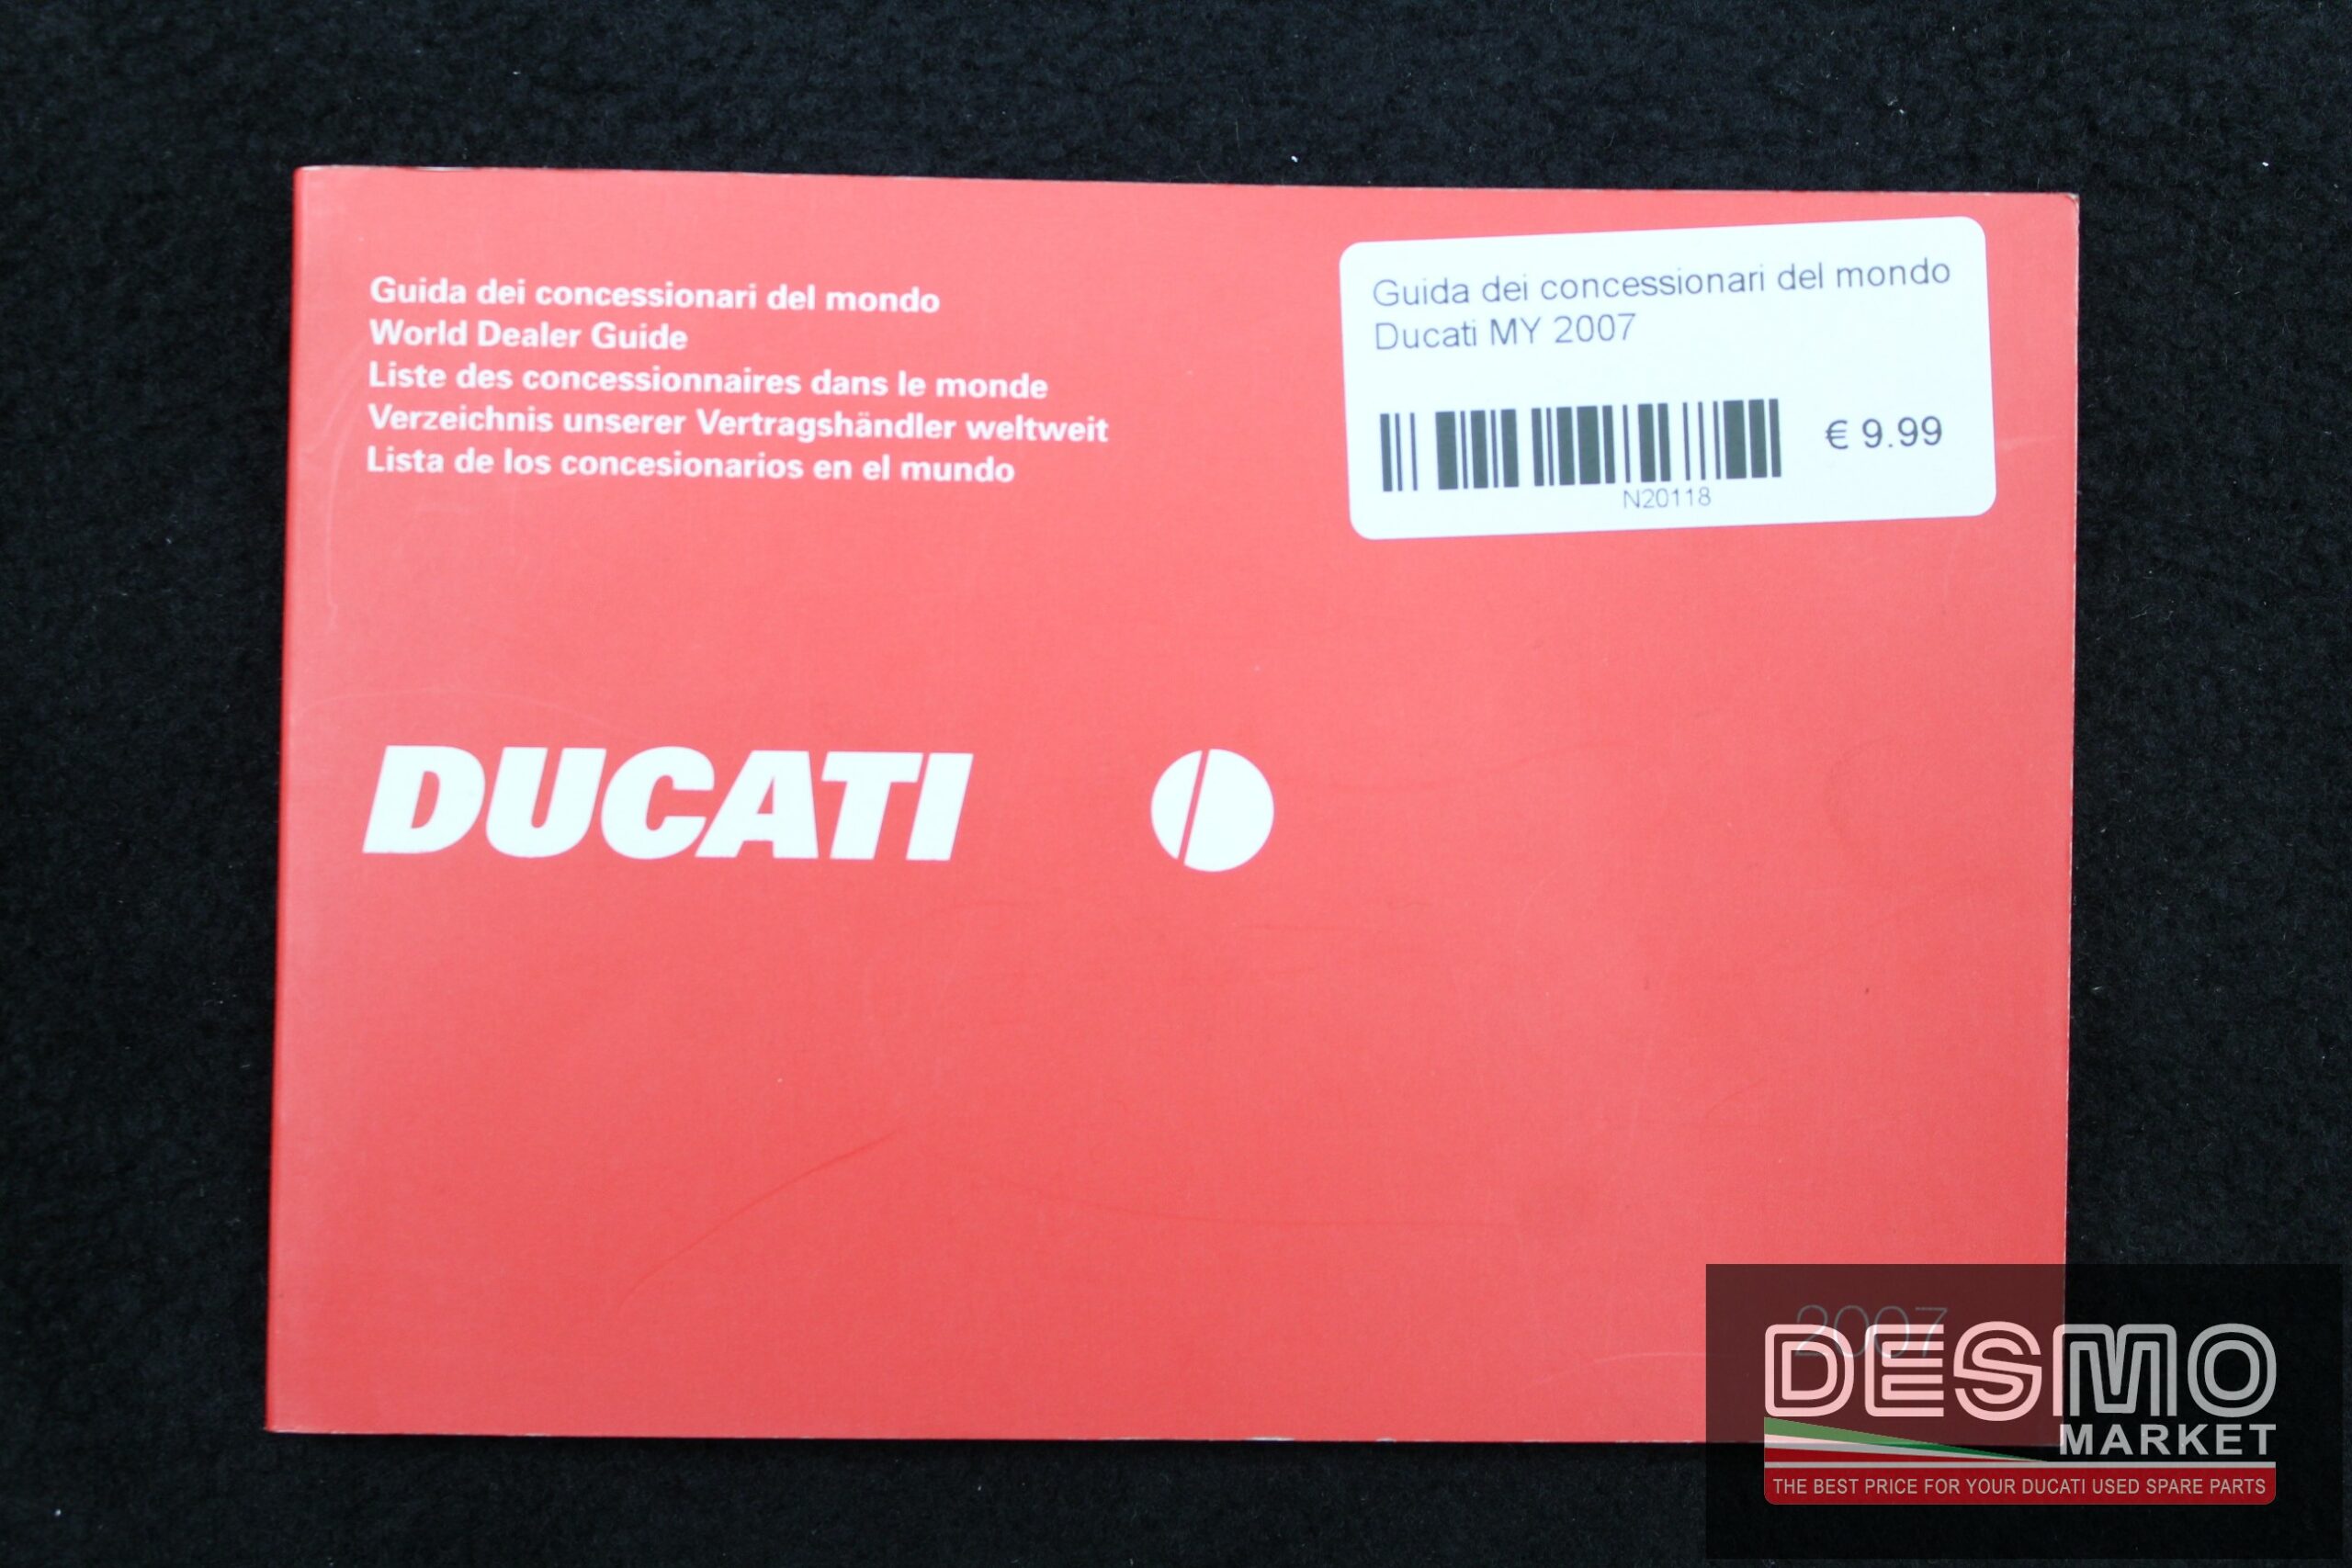 Guida dei concessionari del mondo
World Dealer Guide
Liste des concessionnaires dans le monde
Verzeichnis unserer Vertragshändler weltweit
Lista de los concesionarios en el mundo
Guida dei concessionari del mondo
Ducati MY 2007
€ 9.99
N20118
DUCATI
2007
DESMO
MARKET
THE BEST PRICE FOR YOUR DUCATI USED SPARE PARTS